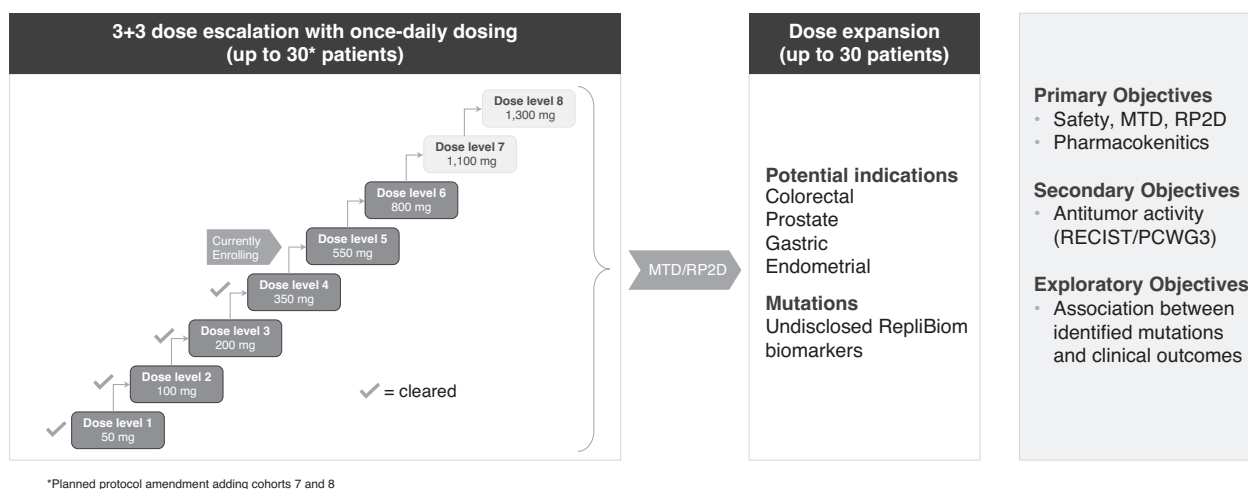 3+3 dose escalation with once-daily dosing
(up to 30* patients)
Dose level 8
1,300 mg
Dose level 7
1,100 mg
Dose level 6
800 mg
Currently
Enrolling
Dose level 5
550 mg
Dose level 4
350 mg
Dose level 3
200 mg
Dose level 2
100 mg
Dose level 1
50 mg
✓ = cleared
MTD/RP2D
Dose expansion
(up to 30 patients)
Potential indications
Colorectal
Prostate
Gastric
Endometrial
Mutations
Undisclosed RepliBiom
biomarkers
Primary Objectives
• Safety, MTD, RP2D
• Pharmacokenitics
Secondary Objectives
• Antitumor activity
(RECIST/PCWG3)
Exploratory Objectives
• Association between
identified mutations
and clinical outcomes
*Planned protocol amendment adding cohorts 7 and 8